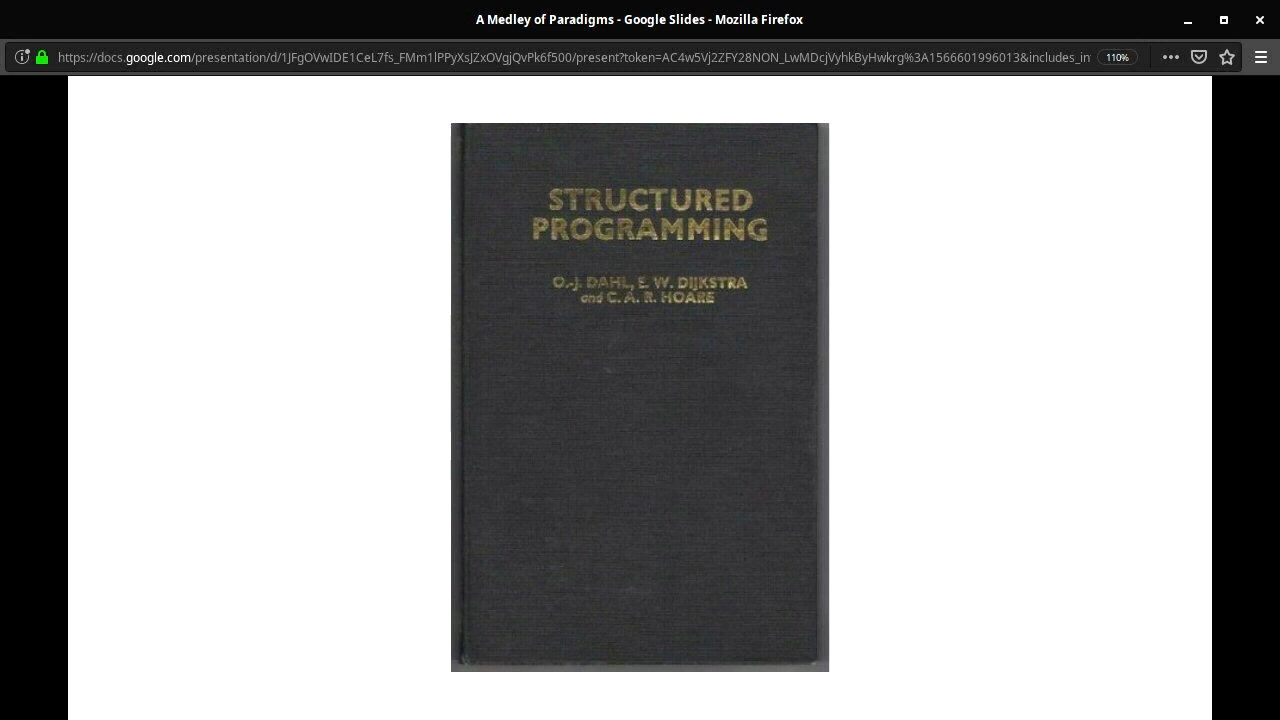 A Medley of Paradigms - Google Slides - Mozilla Firefox
https://docs.google.com/presentation/d/1JFgOVwIDE1CeL7fs_FMm1lPPyXsJZxOVgjQvPk6f500/present?token=AC4w5Vj2ZFY28NON_LwMDcjVyhkByHwkrg%3A1566601996013&includes_in 110%
STRUCTURED
PROGRAMMING
O.-J. DAHL, E. W. DIJKSTRA
and C. A. R. HOARE